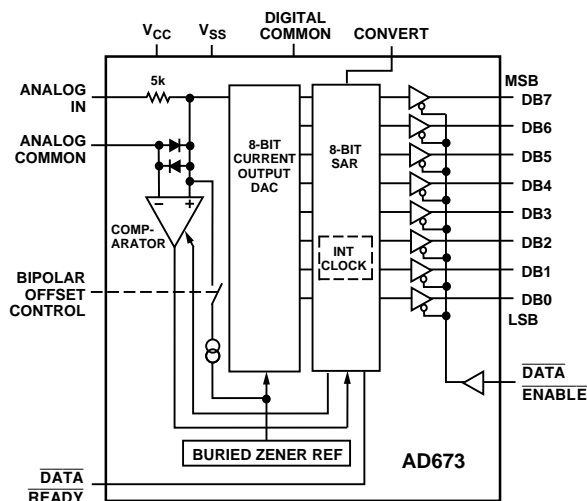 V_CC
V_SS
DIGITAL
COMMON
CONVERT
ANALOG
IN
5k
MSB
DB7
DB6
ANALOG
COMMON
8-BIT
CURRENT
OUTPUT
DAC
8-BIT
SAR
DB5
DB4
–
+
COMP-
ARATOR
DB3
INT
CLOCK
DB2
DB1
BIPOLAR
OFFSET
CONTROL
DB0
LSB
DATA
ENABLE
BURIED ZENER REF
AD673
DATA
READY